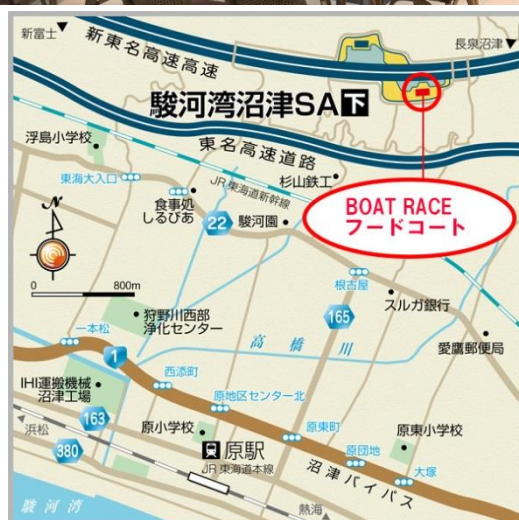 新富士
新東名高速高速
長泉沼津
駿河湾沼津SA下
浮島小学校
東名高速道路
東海大入口
JR東海道新幹線
杉山鉄工
食事処
しるびあ
22
駿河園
BOAT RACE
フードコート
N
0 800m
根古屋
スルガ銀行
狩野川西部
浄化センター
165
高橋川
愛鷹郵便局
一本松
1
西添町
IHI運搬機械
沼津工場
原地区センター北
163
浜松
原小学校
原東町
原東小学校
380
原駅
JR東海道本線
原団地
沼津バイパス
大塚
駿河湾
熱海